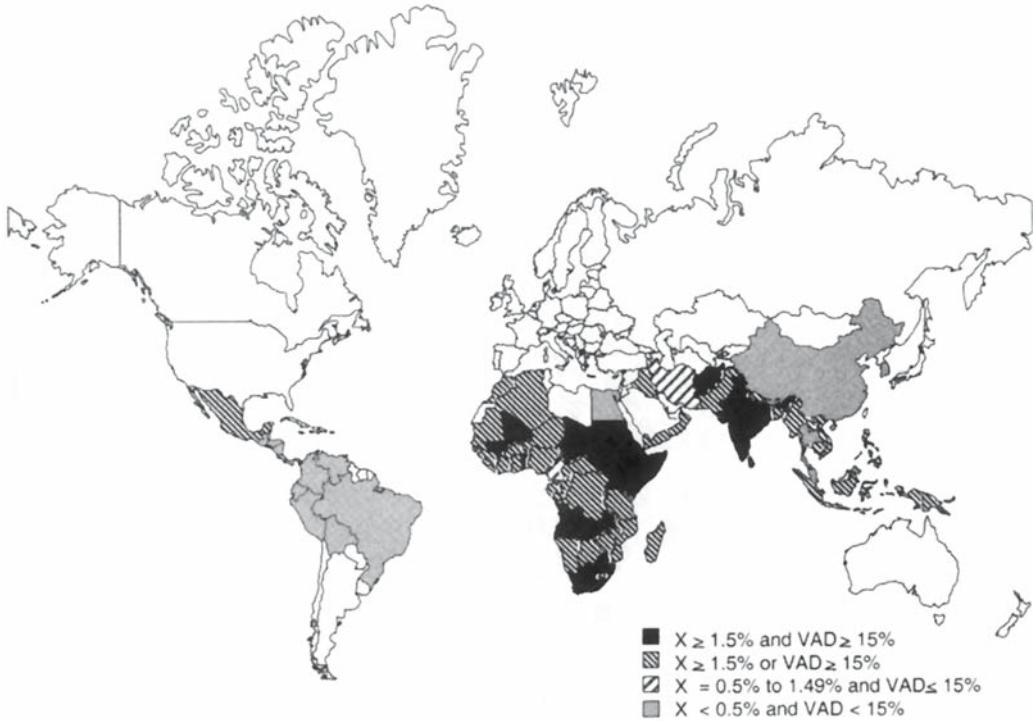 X ≥ 1.5% and VAD ≥ 15%
X ≥ 1.5% or VAD ≥ 15%
X = 0.5% to 1.49% and VAD ≤ 15%
X < 0.5% and VAD < 15%